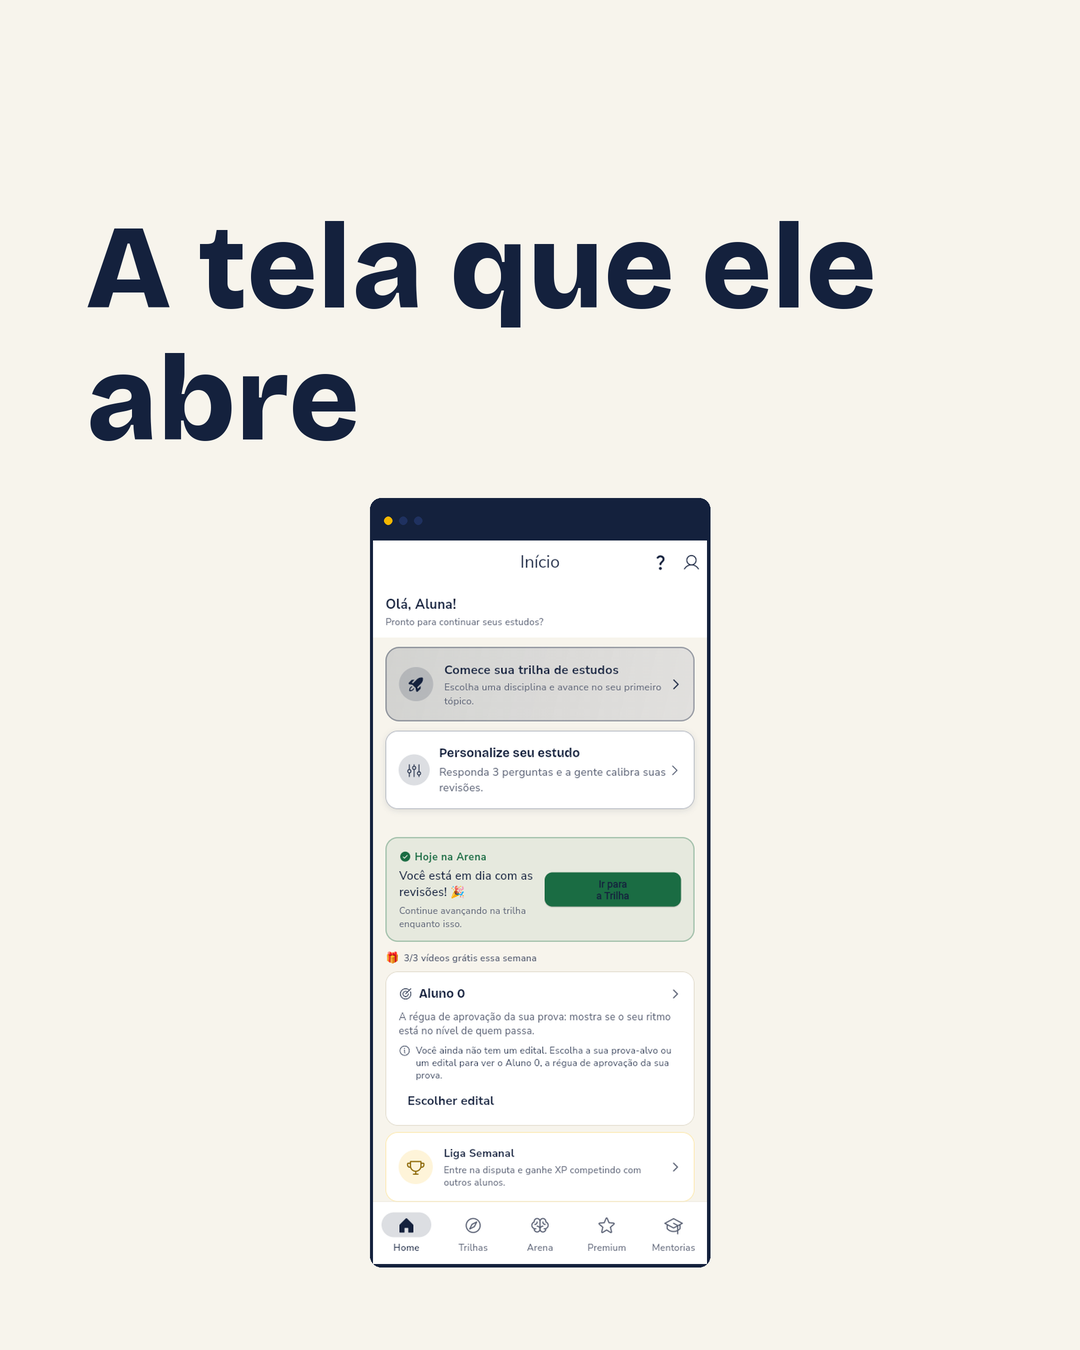 A tela que ele
abre
Início
?
Olá, Aluna!
Pronto para continuar seus estudos?
Comece sua trilha de estudos
Escolha uma disciplina e avance no seu primeiro
tópico.
Personalize seu estudo
Responda 3 perguntas e a gente calibra suas
revisões.
Hoje na Arena
Você está em dia com as
revisões! 🎉
Continue avançando na trilha
enquanto isso.
Ir para
a Trilha
🎁 3/3 vídeos grátis essa semana
Aluno 0
A régua de aprovação da sua prova: mostra se o seu ritmo
está no nível de quem passa.
Você ainda não tem um edital. Escolha a sua prova-alvo ou
um edital para ver o Aluno 0, a régua de aprovação da sua
prova.
Escolher edital
Liga Semanal
Entre na disputa e ganhe XP competindo com
outros alunos.
Home
Trilhas
Arena
Premium
Mentorias